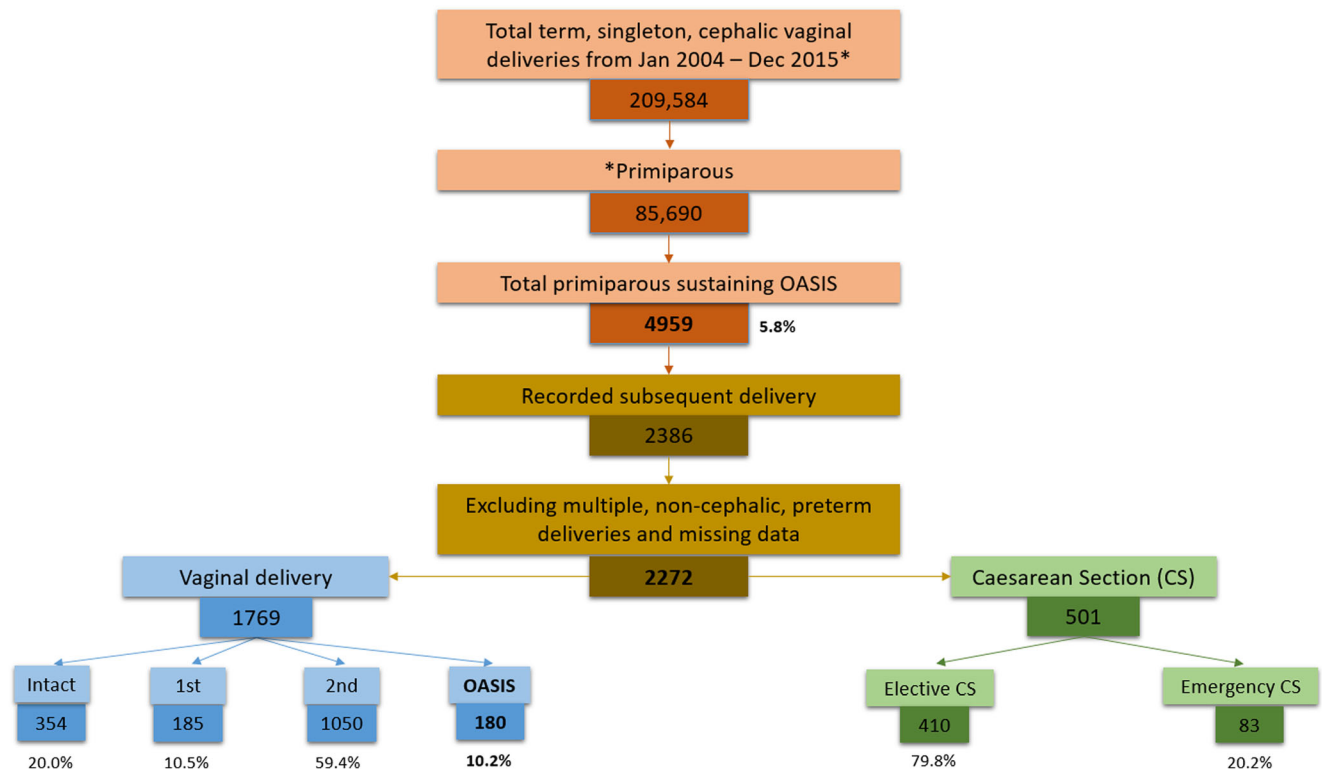 Total term, singleton, cephalic vaginal
deliveries from Jan 2004 – Dec 2015*
209,584
*Primiparous
85,690
Total primiparous sustaining OASIS
4959
5.8%
Recorded subsequent delivery
2386
Excluding multiple, non-cephalic, preterm
deliveries and missing data
2272
Vaginal delivery
1769
Caesarean Section (CS)
501
Intact
354
20.0%
1st
185
10.5%
2nd
1050
59.4%
OASIS
180
10.2%
Elective CS
410
79.8%
Emergency CS
83
20.2%